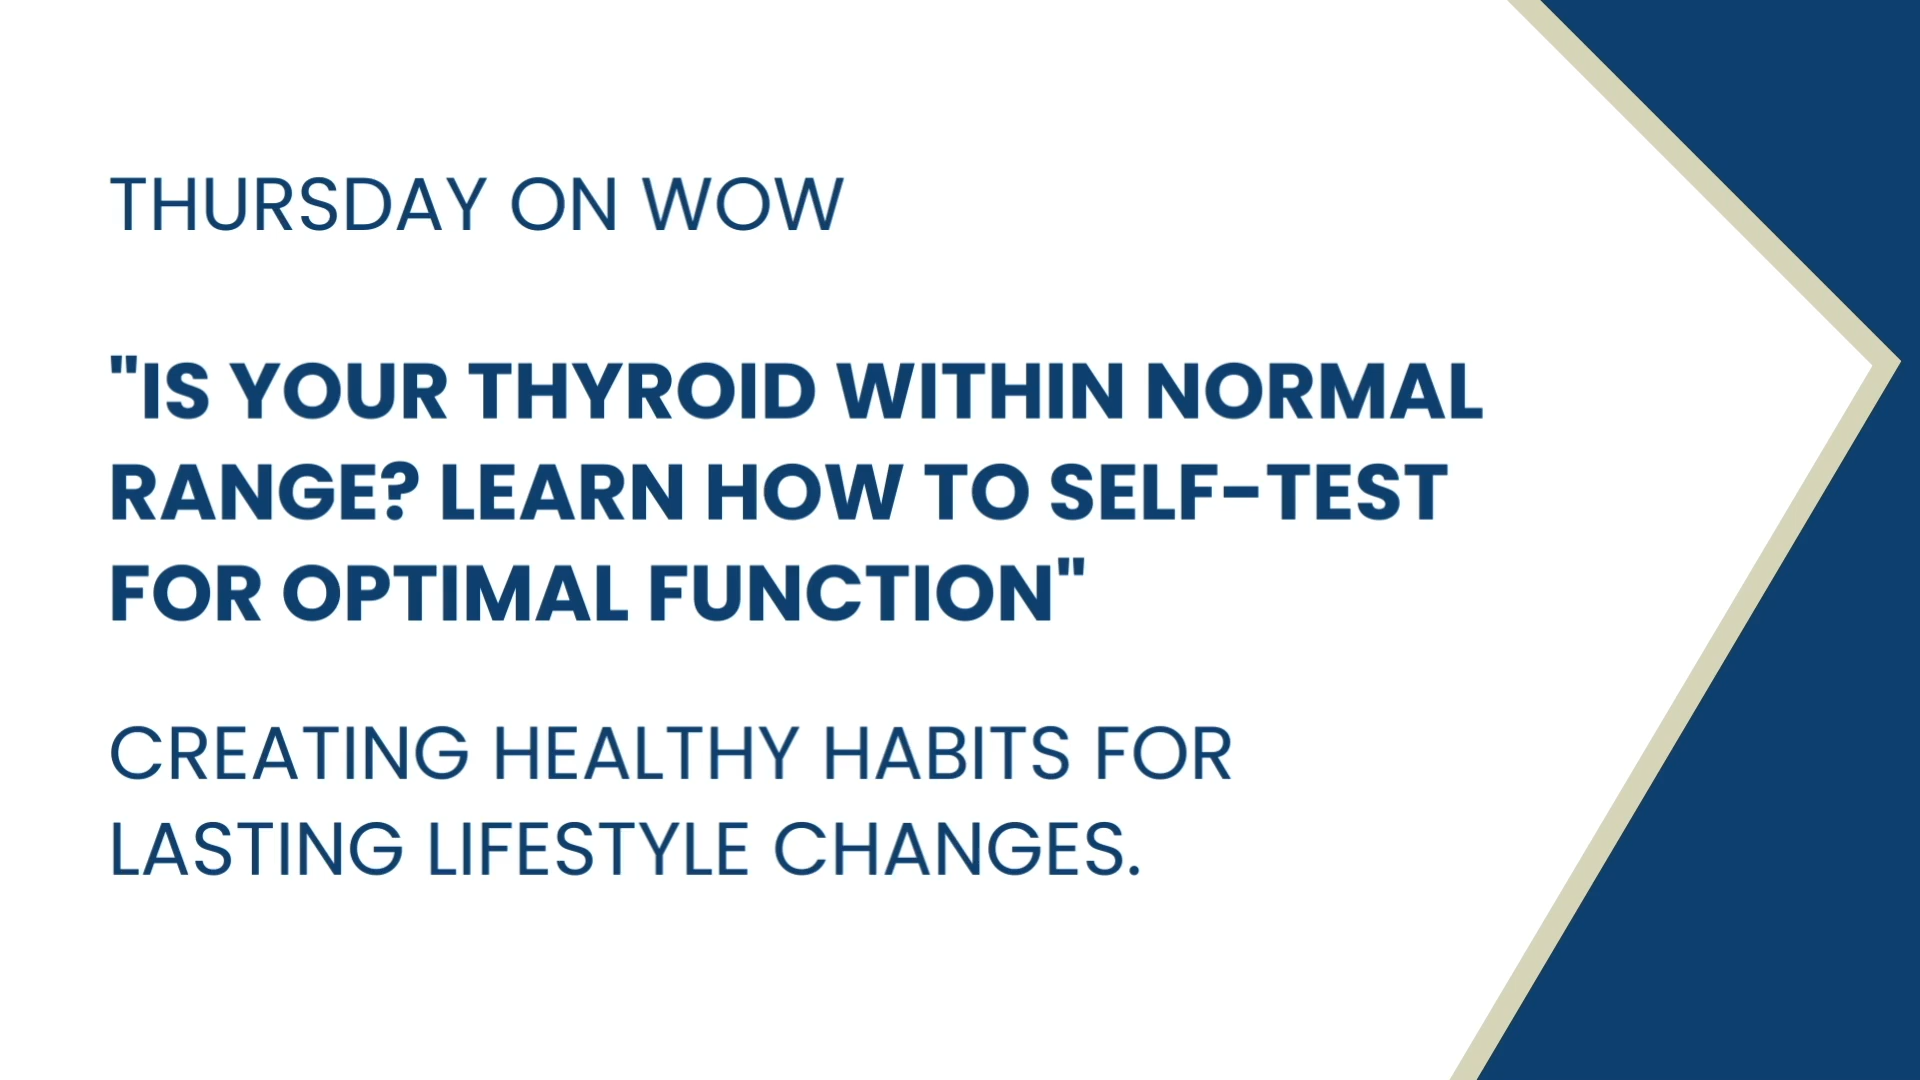 THURSDAY ON WOW
"IS YOUR THYROID WITHIN NORMAL
RANGE? LEARN HOW TO SELF-TEST
FOR OPTIMAL FUNCTION"
CREATING HEALTHY HABITS FOR
LASTING LIFESTYLE CHANGES.